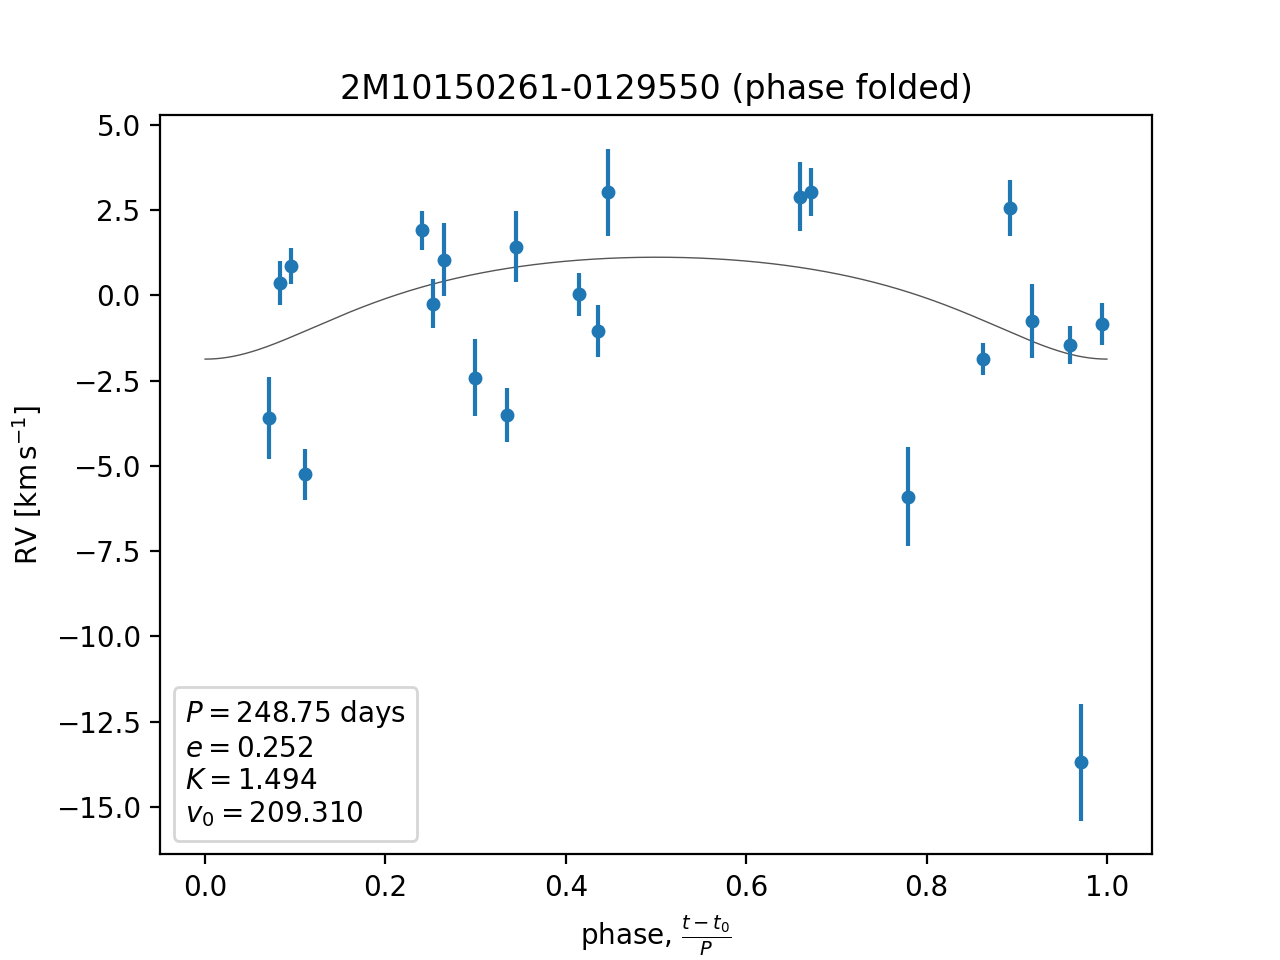 2M10150261-0129550 (phase folded)
5.0
2.5
0.0
−2.5
−5.0
−7.5
−10.0
−12.5
−15.0
RV [km s⁻¹]
P = 248.75 days
e = 0.252
K = 1.494
v₀ = 209.310
0.0 0.2 0.4 0.6 0.8 1.0
phase, (t − t₀)/P